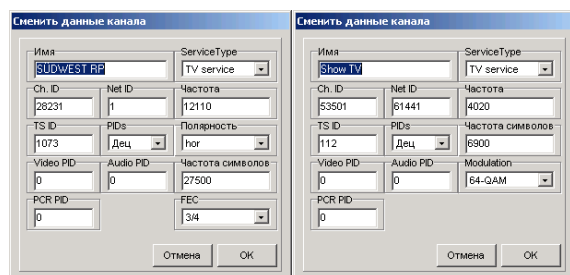 Сменить данные канала
Имя
ServiceType
SÜDWEST RP
TV service
Ch. ID
Net ID
Частота
28231
1
12110
TS ID
PIDs
Полярность
1073
Дец
hor
Video PID
Audio PID
Частота символов
0
0
27500
PCR PID
FEC
0
3/4
Отмена
OK
Сменить данные канала
Имя
ServiceType
Show TV
TV service
Ch. ID
Net ID
Частота
53501
61441
4020
TS ID
PIDs
Частота символов
112
Дец
6900
Video PID
Audio PID
Modulation
0
0
64-QAM
PCR PID
0
Отмена
OK